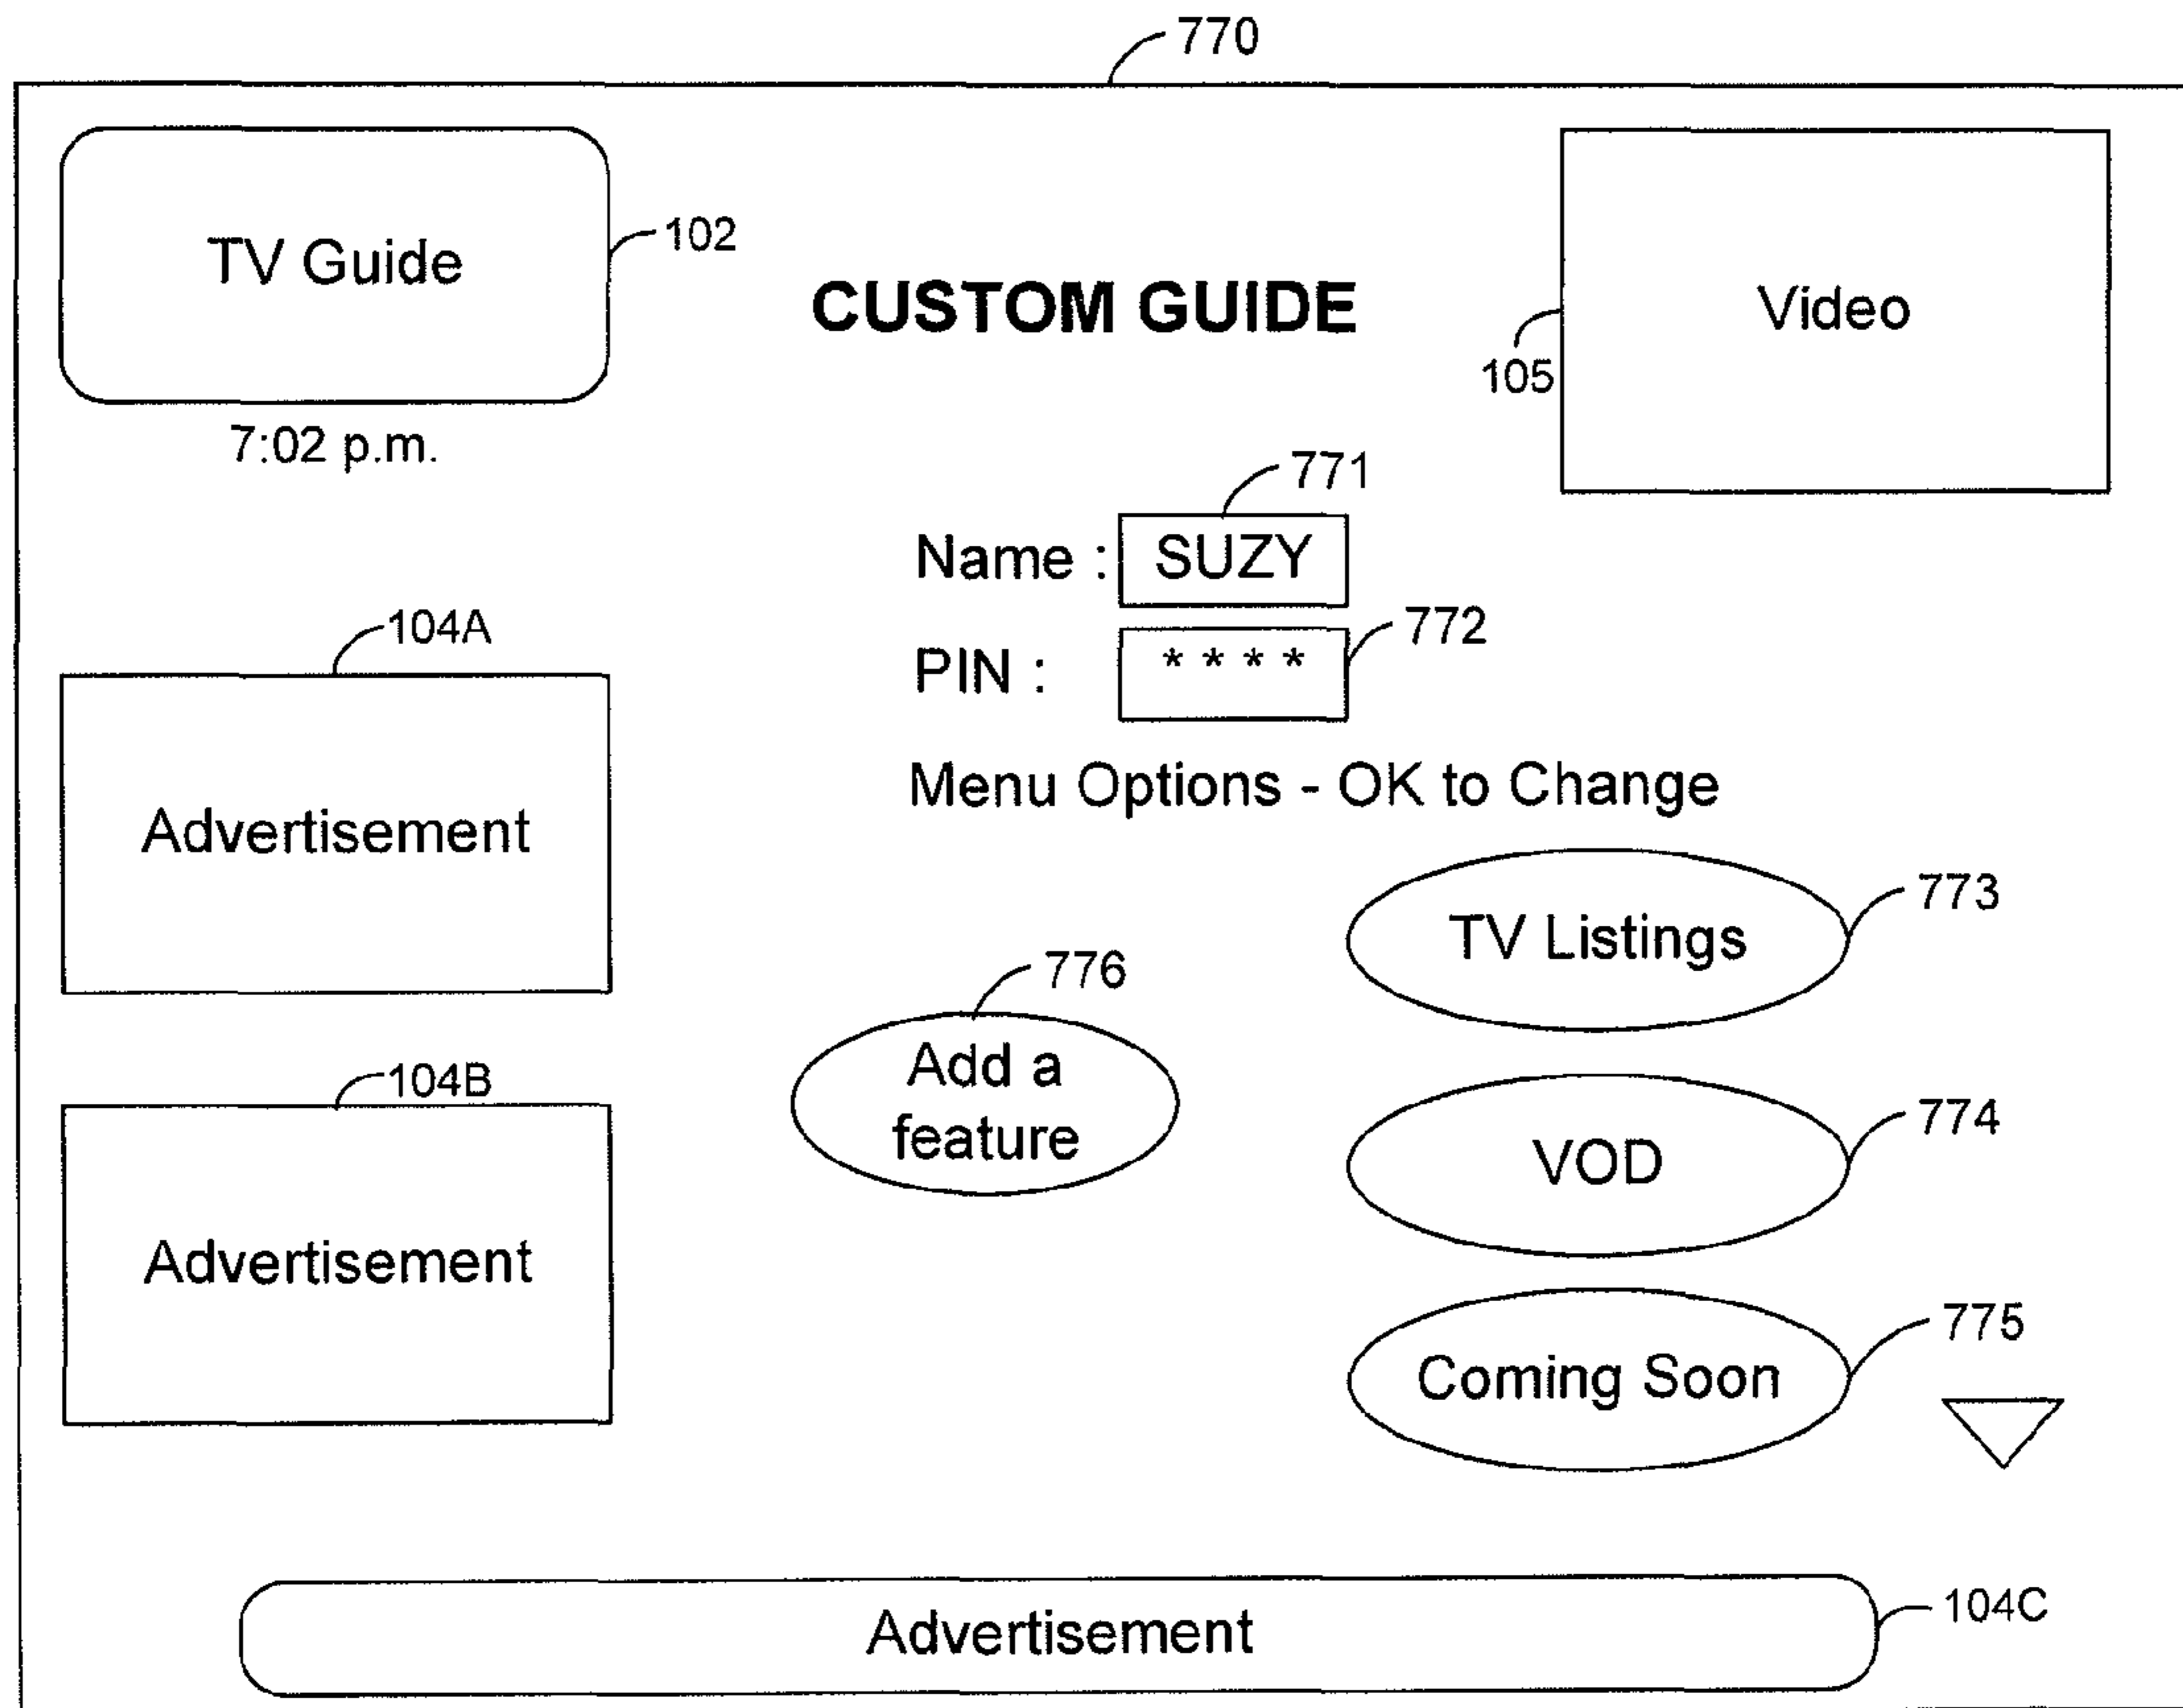 770
TV Guide
102
CUSTOM GUIDE
Video
105
7:02 p.m.
771
Name : SUZY
772
PIN : * * * *
Menu Options - OK to Change
104A
Advertisement
773
TV Listings
776
Add a
feature
104B
Advertisement
774
VOD
775
Coming Soon
Advertisement
104C